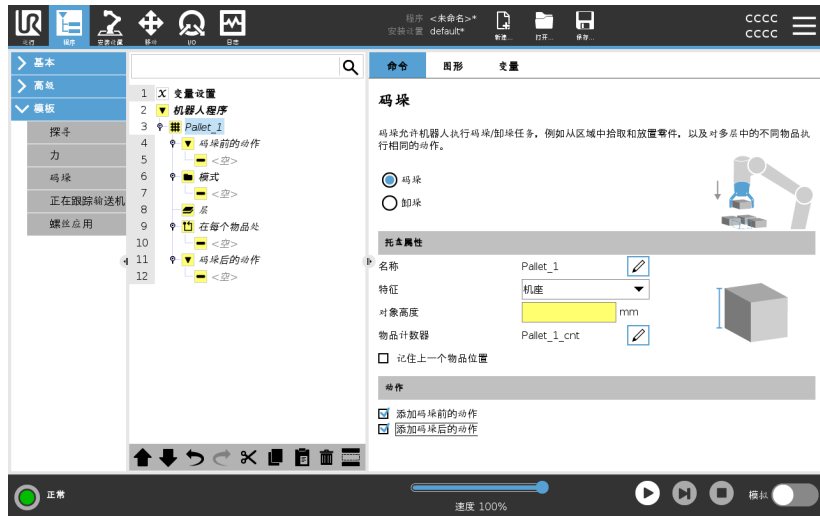 UR
运行 程序 安装设置 移动 I/O 日志
程序 <未命名>*
安装设置 default*
新建... 打开... 保存...
cccc
cccc
基本
高级
模板
探寻
力
码垛
正在跟踪输送机
螺丝应用
1 X 变量设置
2 机器人程序
3 Pallet_1
4 码垛前的动作
5 <空>
6 模式
7 <空>
8 层
9 在每个物品处
10 <空>
11 码垛后的动作
12 <空>
命令 图形 变量
码垛
码垛允许机器人执行码垛/卸垛任务，例如从区域中拾取和放置零件，以及对多层中的不同物品执
行相同的动作。
码垛
卸垛
托盘属性
名称 Pallet_1
特征 机座
对象高度 mm
物品计数器 Pallet_1_cnt
记住上一个物品位置
动作
添加码垛前的动作
添加码垛后的动作
正常
速度 100%
模拟